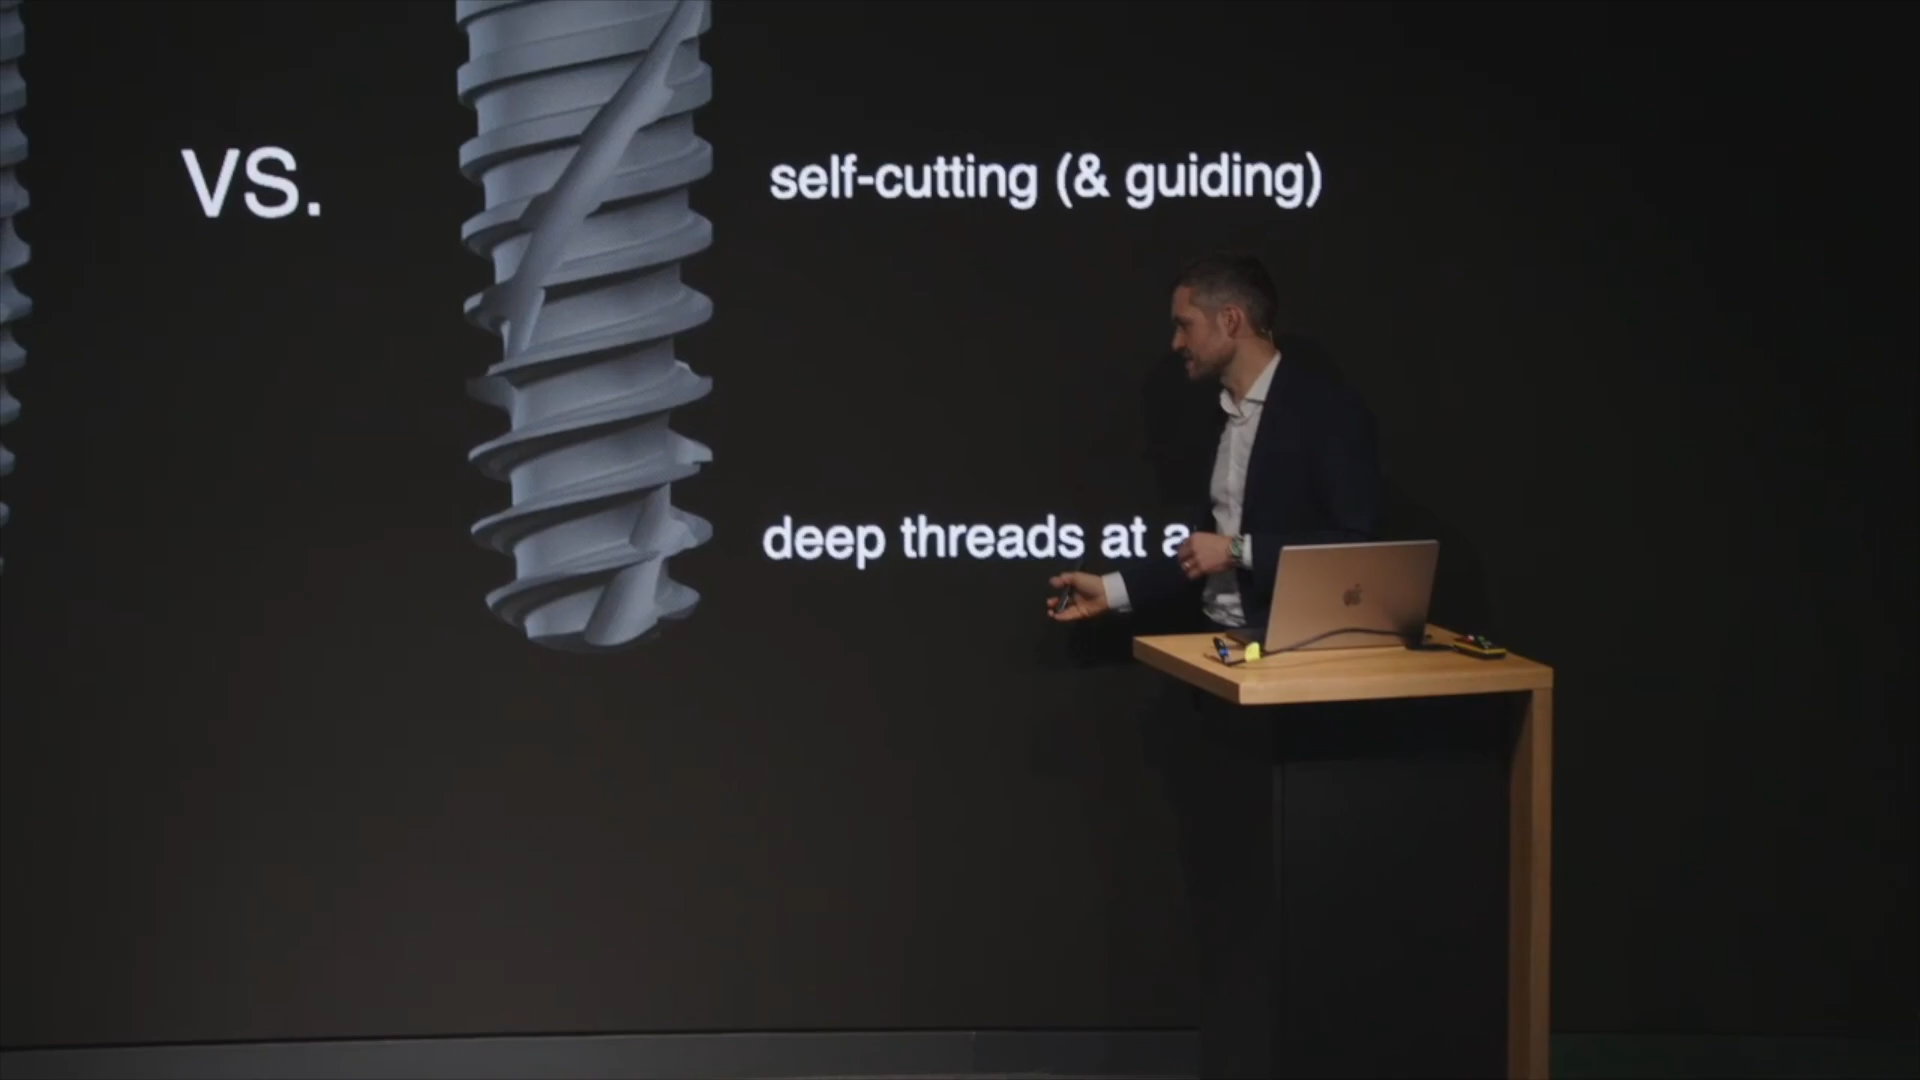 VS.
self-cutting (& guiding)
deep threads at